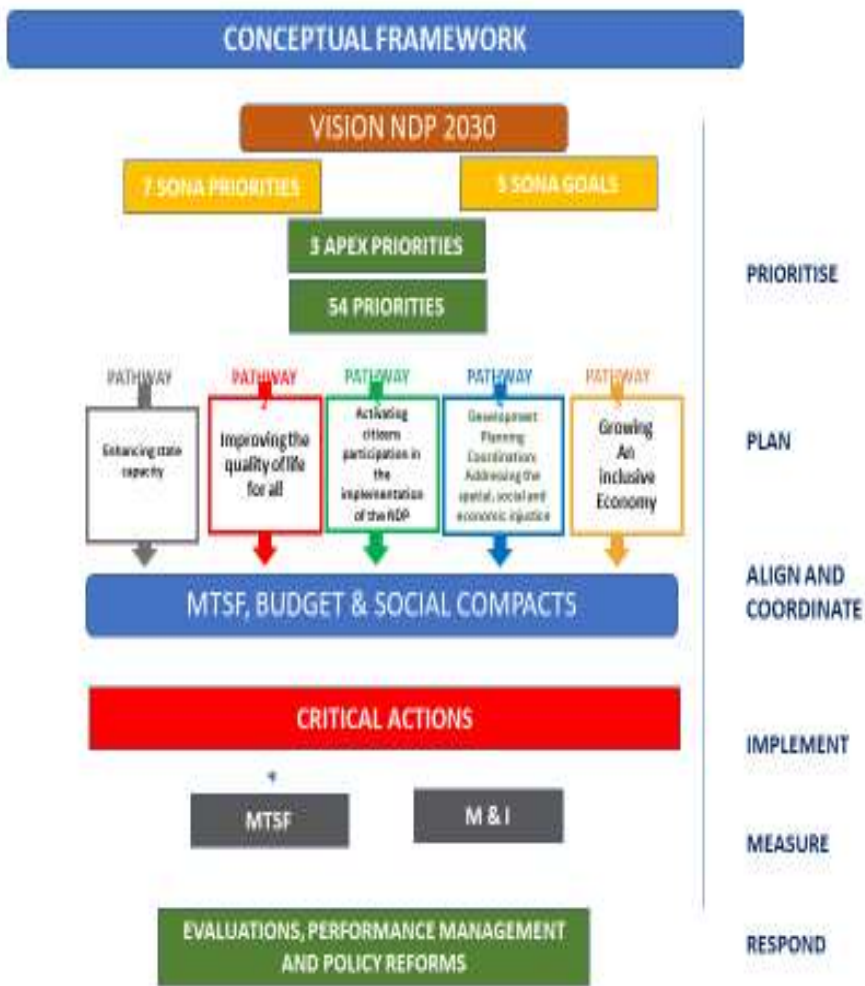 CONCEPTUAL FRAMEWORK
VISION NDP 2030
7 SONA PRIORITIES
5 SONA GOALS
3 APEX PRIORITIES
54 PRIORITIES
PRIORITISE
PATHWAY
PATHWAY
PATHWAY
PATHWAY
PATHWAY
Enhancing state
capacity
Improving the
quality of life
for all
Activating
citizens
participation in
the
implementation
of the NDP
Development
Planning
Coordination:
Addressing the
spatial, social and
economic injustice
Growing
An
inclusive
Economy
PLAN
MTSF, BUDGET & SOCIAL COMPACTS
ALIGN AND
COORDINATE
CRITICAL ACTIONS
IMPLEMENT
MTSF
M & I
MEASURE
EVALUATIONS, PERFORMANCE MANAGEMENT
AND POLICY REFORMS
RESPOND